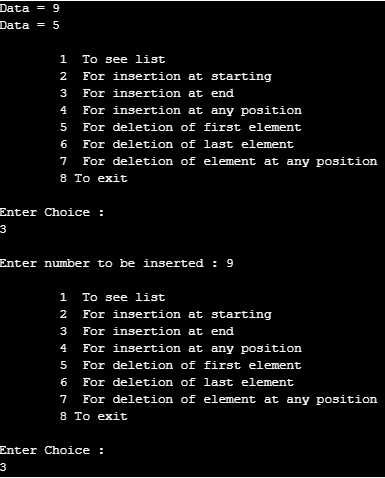 Data = 9
Data = 5
1  To see list
2  For insertion at starting
3  For insertion at end
4  For insertion at any position
5  For deletion of first element
6  For deletion of last element
7  For deletion of element at any position
8 To exit
Enter Choice :
3
Enter number to be inserted : 9
1  To see list
2  For insertion at starting
3  For insertion at end
4  For insertion at any position
5  For deletion of first element
6  For deletion of last element
7  For deletion of element at any position
8 To exit
Enter Choice :
3